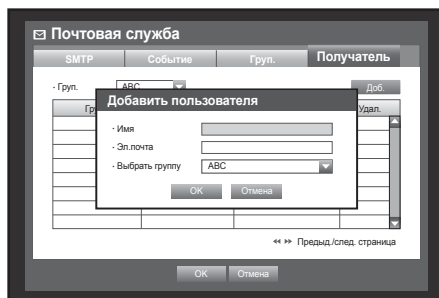 Почтовая служба
SMTP Событие Груп. Получатель
· Груп. ABC Доб.
Гру Удал.
Добавить пользователя
· Имя
· Эл.почта
· Выбрать группу ABC
OK Отмена
Предыд./след. страница
OK Отмена